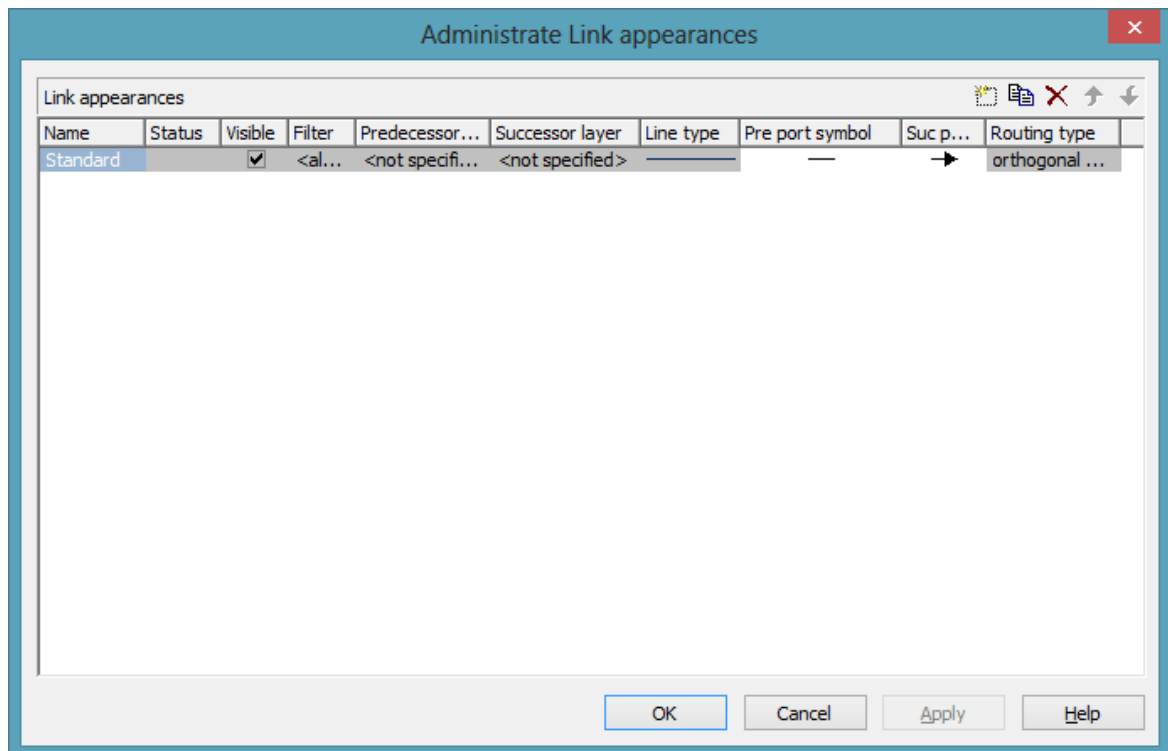 Administrate Link appearances
Link appearances
Name Status Visible Filter Predecessor... Successor layer Line type Pre port symbol Suc p... Routing type
Standard <al... <not specifi... <not specified> orthogonal ...
OK Cancel Apply Help